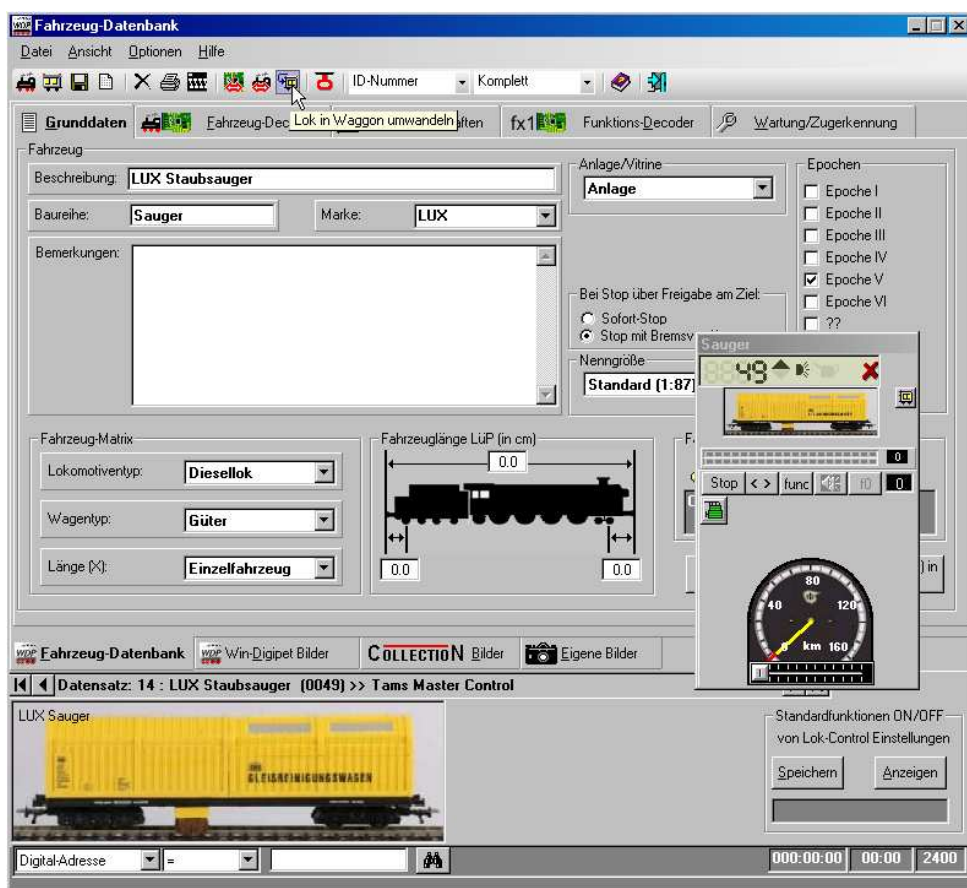 Fahrzeug-Datenbank
Datei Ansicht Optionen Hilfe
ID-Nummer Komplett
Lok in Waggon umwandeln
Grunddaten Fahrzeug-Dec ften fx1 Funktions-Decoder Wartung/Zugerkennung
Fahrzeug
Beschreibung: LUX Staubsauger
Baureihe: Sauger Marke: LUX
Bemerkungen:
Anlage/Vitrine
Anlage
Bei Stop über Freigabe am Ziel:
Sofort-Stop
Stop mit Bremsv
Nenngröße
Standard (1:87)
Epochen
Epoche I
Epoche II
Epoche III
Epoche IV
Epoche V
Epoche VI
??
Sauger
49
0
Stop < > func f0 0
40 80 120
0 km 160
Fahrzeug-Matrix
Lokomotiventyp: Diesellok
Wagentyp: Güter
Länge (X): Einzelfahrzeug
Fahrzeuglänge LüP (in cm)
0.0
0.0 0.0
) in
WDP Fahrzeug-Datenbank WDP Win-Digipet Bilder COLLECTION Bilder Eigene Bilder
Datensatz: 14 : LUX Staubsauger (0049) >> Tams Master Control
LUX Sauger
GLEISREINIGUNGSWAGEN
Standardfunktionen ON/OFF
von Lok-Control Einstellungen
Speichern Anzeigen
Digital-Adresse = 000:00:00 00:00 2400